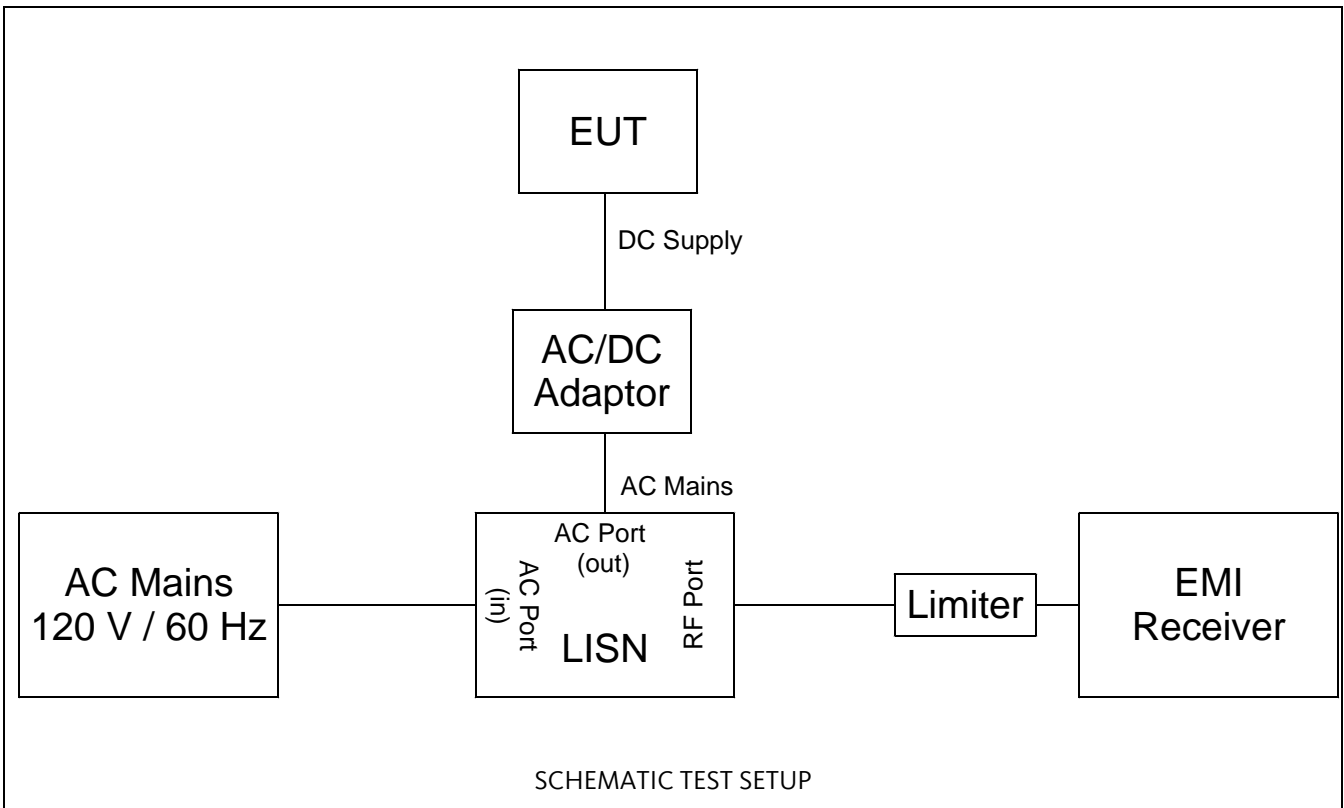 EUT
DC Supply
AC/DC
Adaptor
AC Mains
AC Mains
120 V / 60 Hz
AC Port
(in)
AC Port
(out)
LISN
RF Port
Limiter
EMI
Receiver
SCHEMATIC TEST SETUP